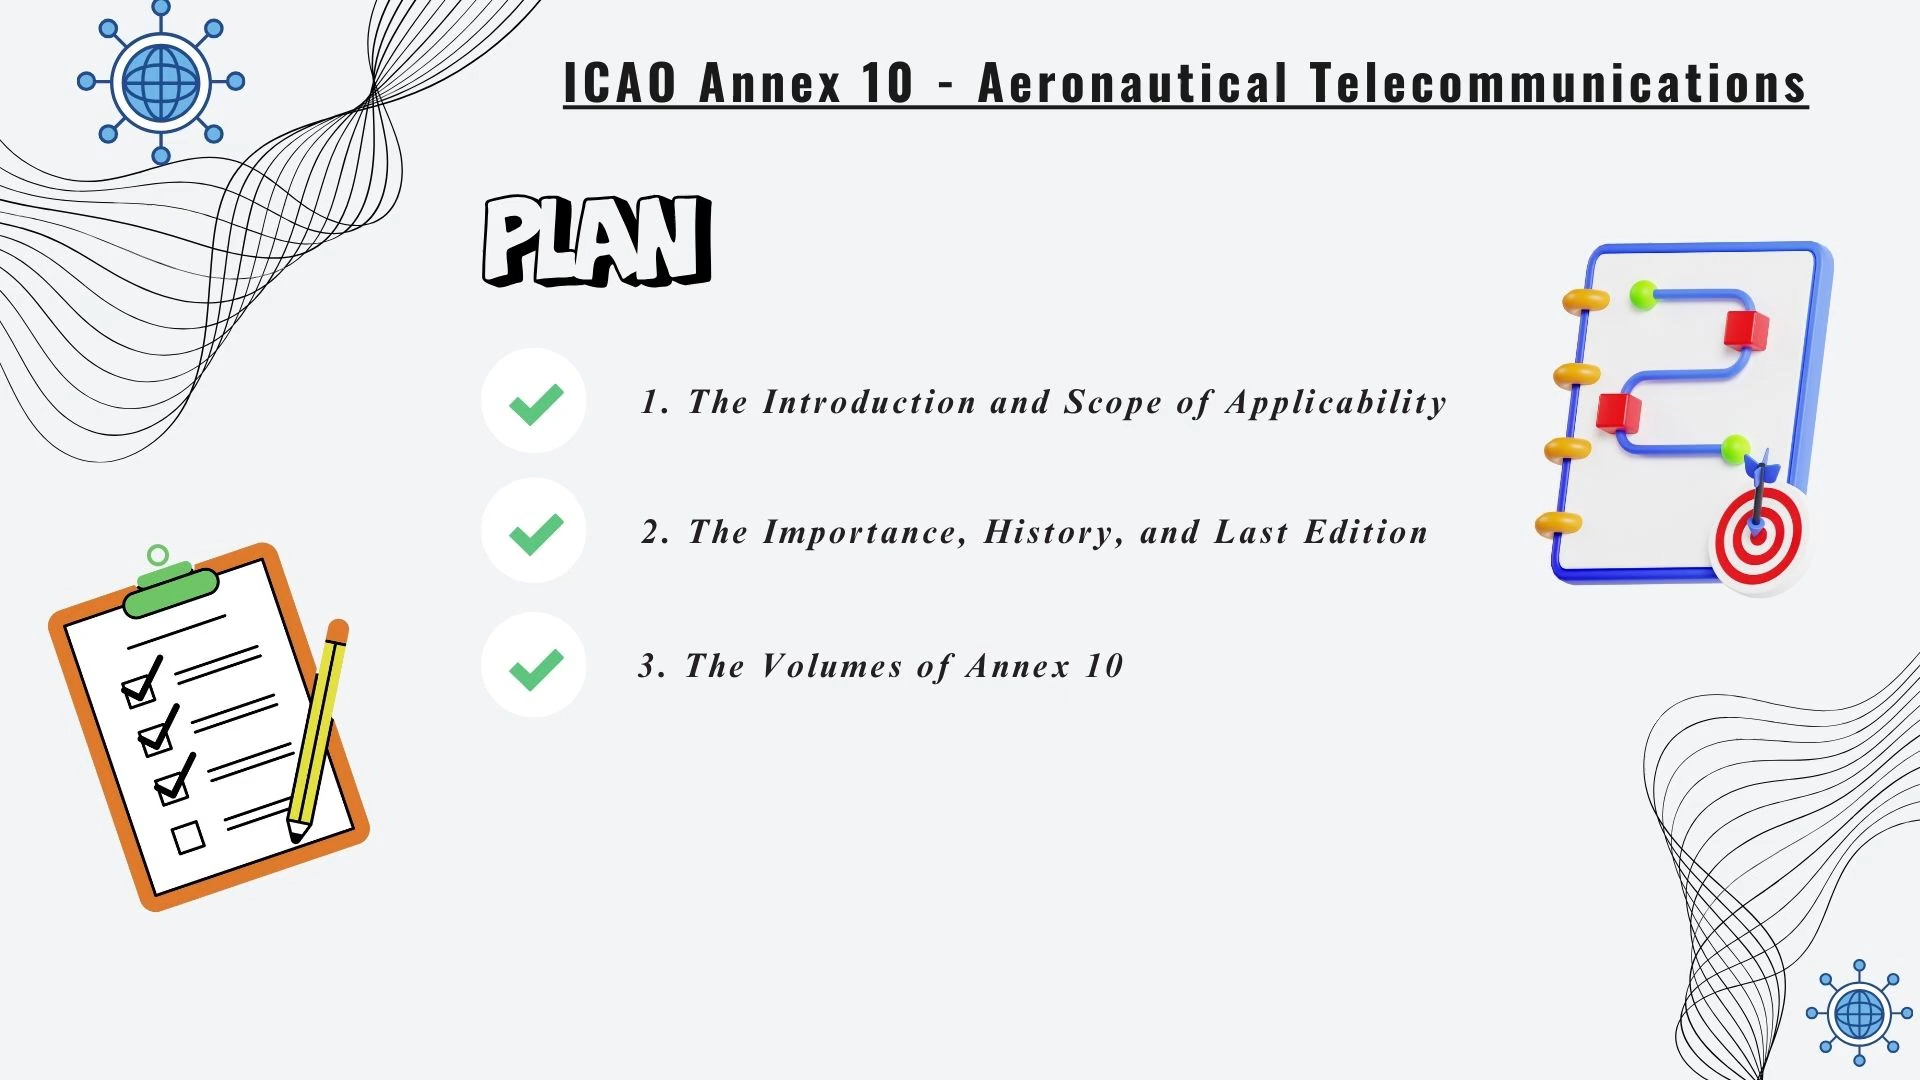 ICAO Annex 10 - Aeronautical Telecommunications
PLAN
1. The Introduction and Scope of Applicability
2. The Importance, History, and Last Edition
3. The Volumes of Annex 10